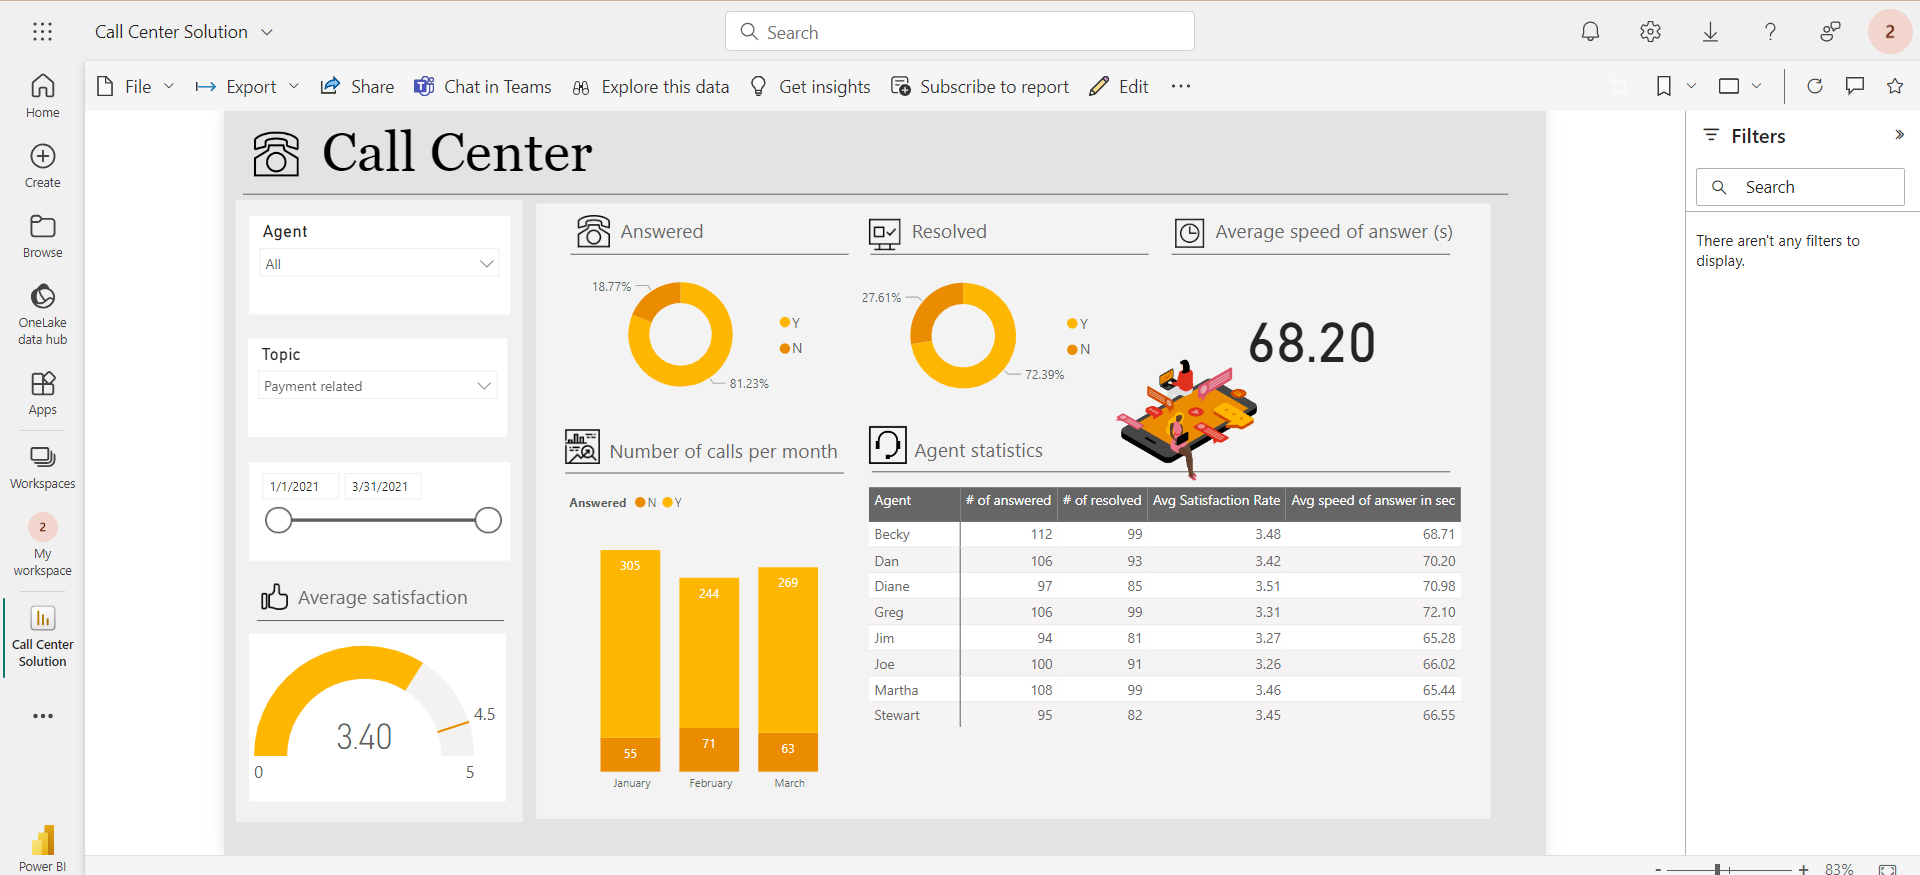 Call Center Solution
Search
2
File
Export
Share
Chat in Teams
Explore this data
Get insights
Subscribe to report
Edit
Home
Create
Browse
OneLake
data hub
Apps
Workspaces
2
My
workspace
Call Center
Solution
Power BI
Call Center
Agent
All
Topic
Payment related
1/1/2021 3/31/2021
Average satisfaction
3.40
4.5
0 5
Answered
18.77%
81.23%
Y
N
Resolved
27.61%
72.39%
Y
N
Average speed of answer (s)
68.20
Number of calls per month
Answered N Y
305 244 269
55 71 63
January February March
Agent statistics
Agent # of answered # of resolved Avg Satisfaction Rate Avg speed of answer in sec
Becky 112 99 3.48 68.71
Dan 106 93 3.42 70.20
Diane 97 85 3.51 70.98
Greg 106 99 3.31 72.10
Jim 94 81 3.27 65.28
Joe 100 91 3.26 66.02
Martha 108 99 3.46 65.44
Stewart 95 82 3.45 66.55
Filters
Search
There aren't any filters to
display.
- + 83%